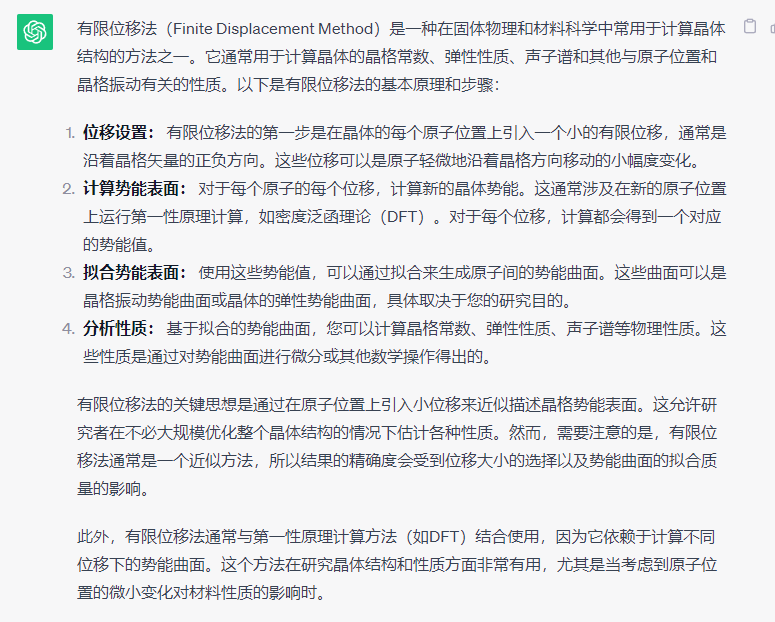 有限位移法（Finite Displacement Method）是一种在固体物理和材料科学中常用于计算晶体
结构的方法之一。它通常用于计算晶体的晶格常数、弹性性质、声子谱和其他与原子位置和
晶格振动有关的性质。以下是有限位移法的基本原理和步骤：
1. 位移设置： 有限位移法的第一步是在晶体的每个原子位置上引入一个小的有限位移，通常是
沿着晶格矢量的正负方向。这些位移可以是原子轻微地沿着晶格方向移动的小幅度变化。
2. 计算势能表面： 对于每个原子的每个位移，计算新的晶体势能。这通常涉及在新的原子位置
上运行第一性原理计算，如密度泛函理论（DFT）。对于每个位移，计算都会得到一个对应
的势能值。
3. 拟合势能表面： 使用这些势能值，可以通过拟合来生成原子间的势能曲面。这些曲面可以是
晶格振动势能曲面或晶体的弹性势能曲面，具体取决于您的研究目的。
4. 分析性质： 基于拟合的势能曲面，您可以计算晶格常数、弹性性质、声子谱等物理性质。这
些性质是通过对势能曲面进行微分或其他数学操作得出的。
有限位移法的关键思想是通过在原子位置上引入小位移来近似描述晶格势能表面。这允许研
究者在不必大规模优化整个晶体结构的情况下估计各种性质。然而，需要注意的是，有限位
移法通常是一个近似方法，所以结果的精确度会受到位移大小的选择以及势能曲面的拟合质
量的影响。
此外，有限位移法通常与第一性原理计算方法（如DFT）结合使用，因为它依赖于计算不同
位移下的势能曲面。这个方法在研究晶体结构和性质方面非常有用，尤其是当考虑到原子位
置的微小变化对材料性质的影响时。